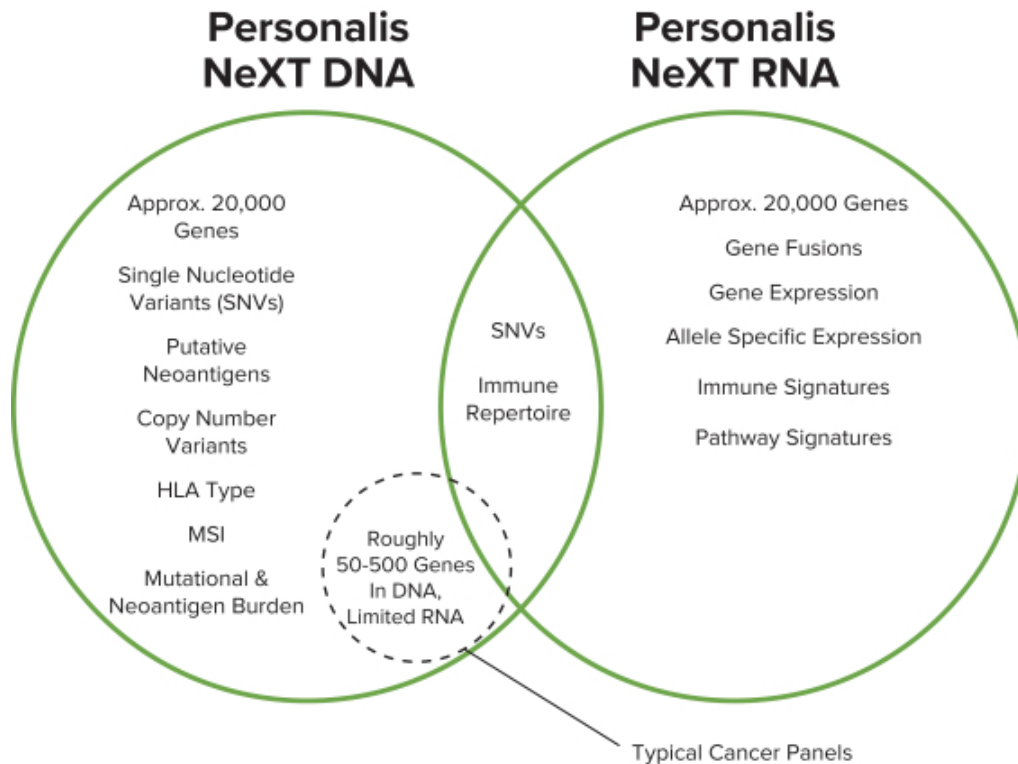 Personalis
NeXT DNA
Personalis
NeXT RNA
Approx. 20,000
Genes
Single Nucleotide
Variants (SNVs)
Putative
Neoantigens
Copy Number
Variants
HLA Type
MSI
Mutational &
Neoantigen Burden
SNVs
Immune
Repertoire
Roughly
50-500 Genes
In DNA,
Limited RNA
Approx. 20,000 Genes
Gene Fusions
Gene Expression
Allele Specific Expression
Immune Signatures
Pathway Signatures
Typical Cancer Panels